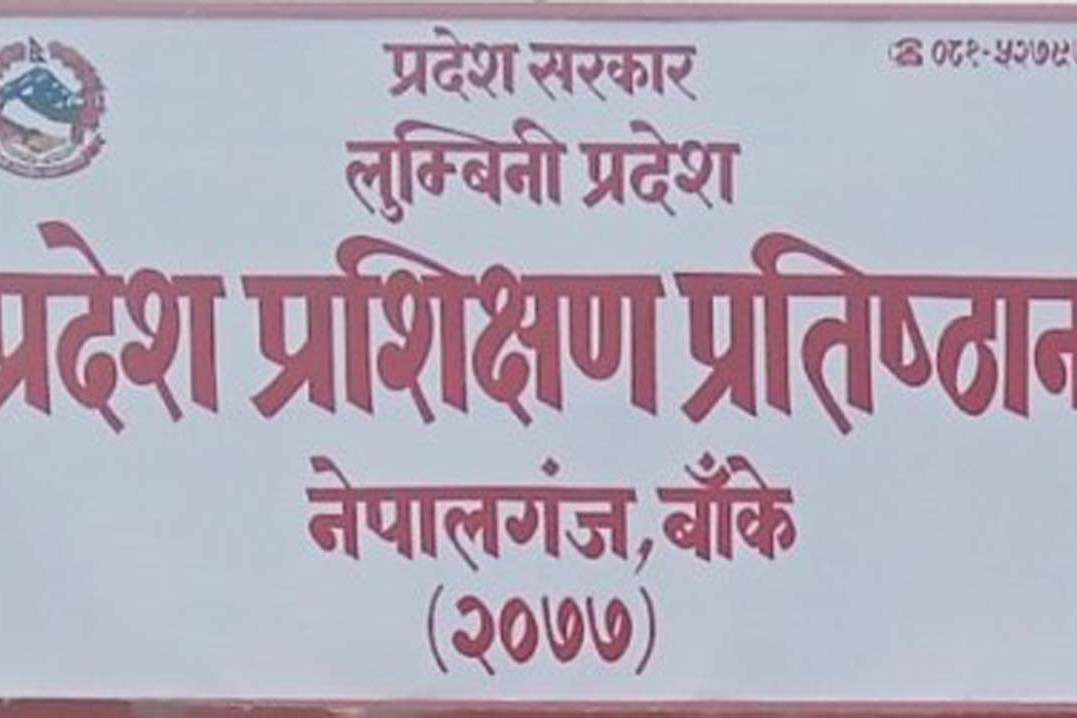 प्रदेश सरकार
लुम्बिनी प्रदेश
प्रदेश प्रशिक्षण प्रतिष्ठान
नेपालगंज, बाँके
(२०७७)